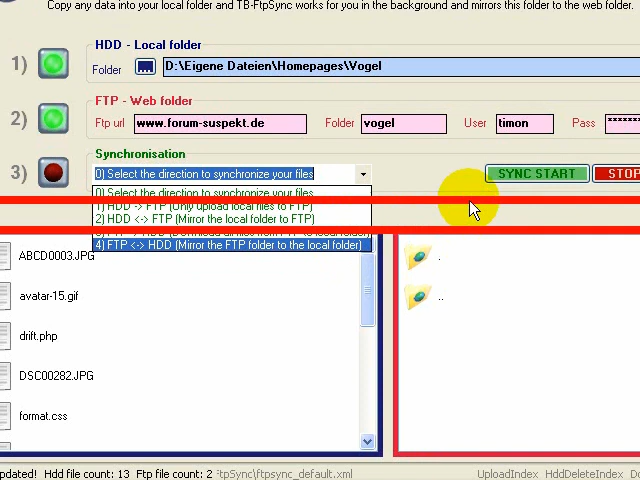 Copy any data into your local folder and TB-FtpSync works for you in the background and mirrors this folder to the web folder.
HDD - Local folder
1) Folder D:\Eigene Dateien\Homepages\Vogel
FTP - Web folder
2) Ftp url www.forum-suspekt.de Folder vogel User timon Pass *******
Synchronisation
3) 0) Select the direction to synchronize your files SYNC START STOP
0) Select the direction to synchronize your files
1) HDD -> FTP (Only upload local files to FTP)
2) HDD <-> FTP (Mirror the local folder to FTP)
4) FTP <-> HDD (Mirror the FTP folder to the local folder)
ABCD0003.JPG .
avatar-15.gif ..
drift.php
DSC00282.JPG
format.css
pdated! Hdd file count: 13 Ftp file count: 2 FtpSync\ftpsync_default.xml UploadIndex HddDeleteIndex Do